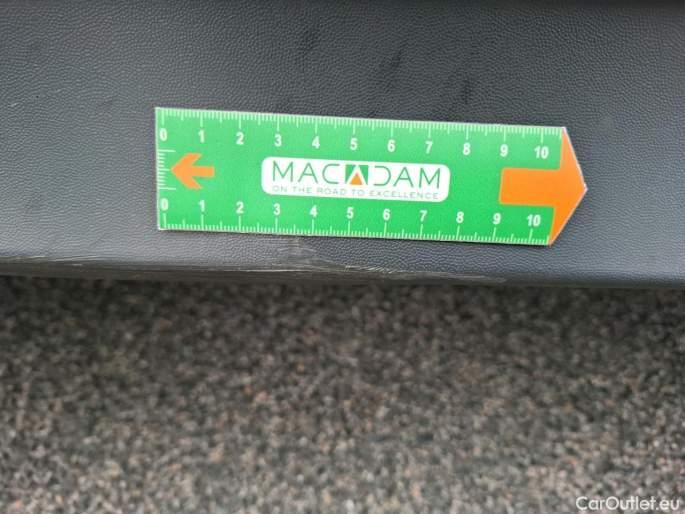 0 1 2 3 4 5 6 7 8 9 10
MACADAM
ON THE ROAD TO EXCELLENCE
0 1 2 3 4 5 6 7 8 9 10
CarOutlet.eu